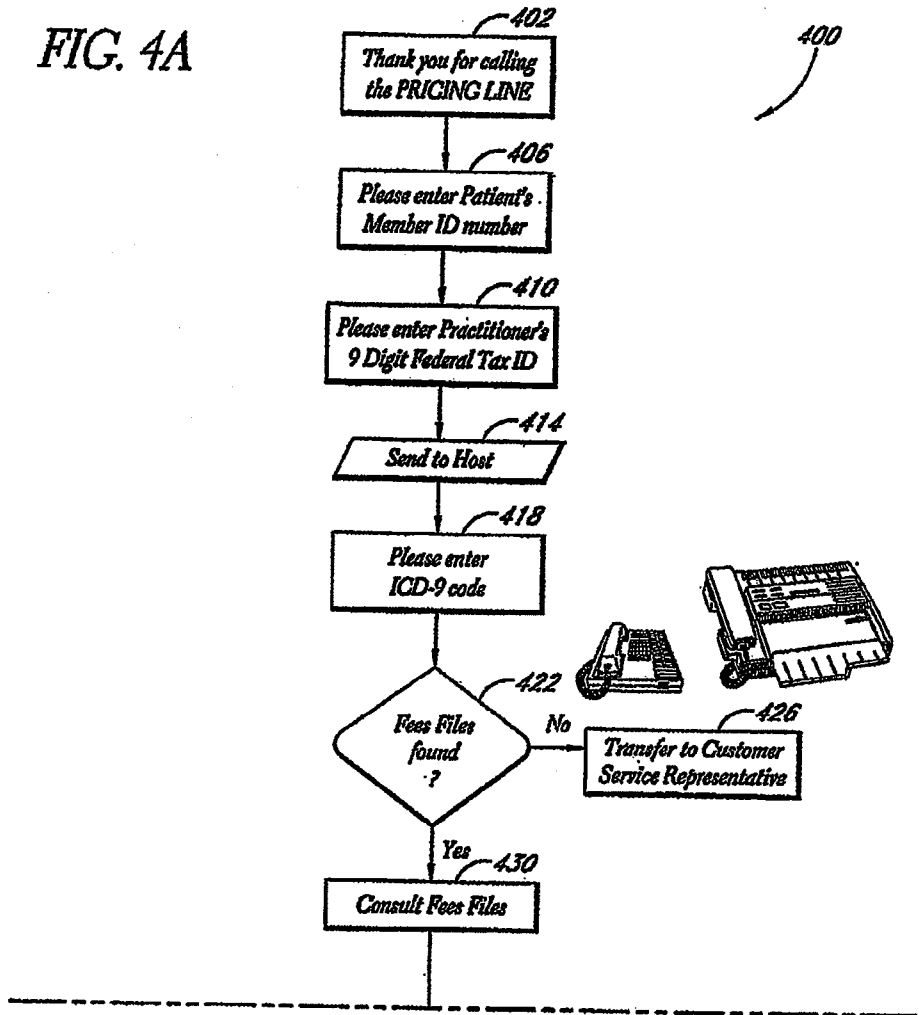 FIG. 4A
400
402
Thank you for calling
the PRICING LINE
406
Please enter Patient's
Member ID number
410
Please enter Practitioner's
9 Digit Federal Tax ID
414
Send to Host
418
Please enter
ICD-9 code
422
Fees Files
found
?
No
426
Transfer to Customer
Service Representative
Yes
430
Consult Fees Files